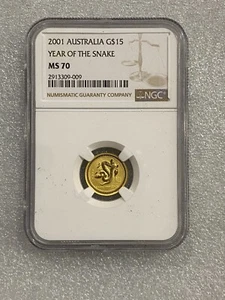 2001 AUSTRALIA G$15
YEAR OF THE SNAKE
MS 70
2913309-009
NUMISMATIC GUARANTY COMPANY
NGC